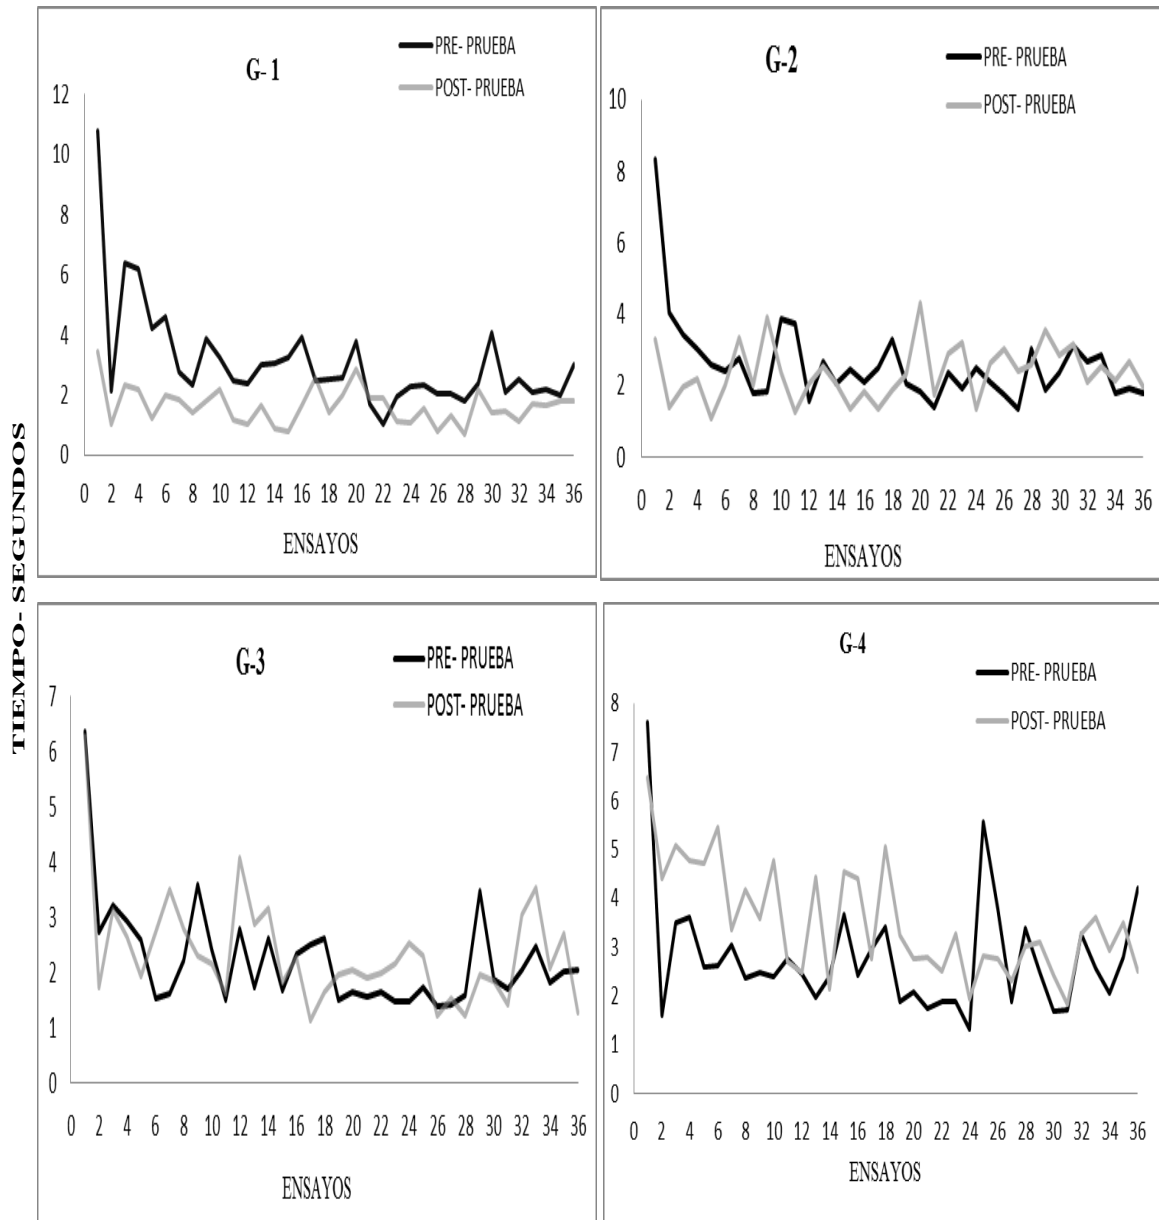 TIEMPO- SEGUNDOS
G- 1
PRE- PRUEBA
POST- PRUEBA
12
10
8
6
4
2
0
0 2 4 6 8 10 12 14 16 18 20 22 24 26 28 30 32 34 36
ENSAYOS
G-2
PRE- PRUEBA
POST- PRUEBA
10
8
6
4
2
0
0 2 4 6 8 10 12 14 16 18 20 22 24 26 28 30 32 34 36
ENSAYOS
G-3
PRE- PRUEBA
POST- PRUEBA
7
6
5
4
3
2
1
0
0 2 4 6 8 10 12 14 16 18 20 22 24 26 28 30 32 34 36
ENSAYOS
G-4
PRE- PRUEBA
POST- PRUEBA
8
7
6
5
4
3
2
1
0
0 2 4 6 8 10 12 14 16 18 20 22 24 26 28 30 32 34 36
ENSAYOS